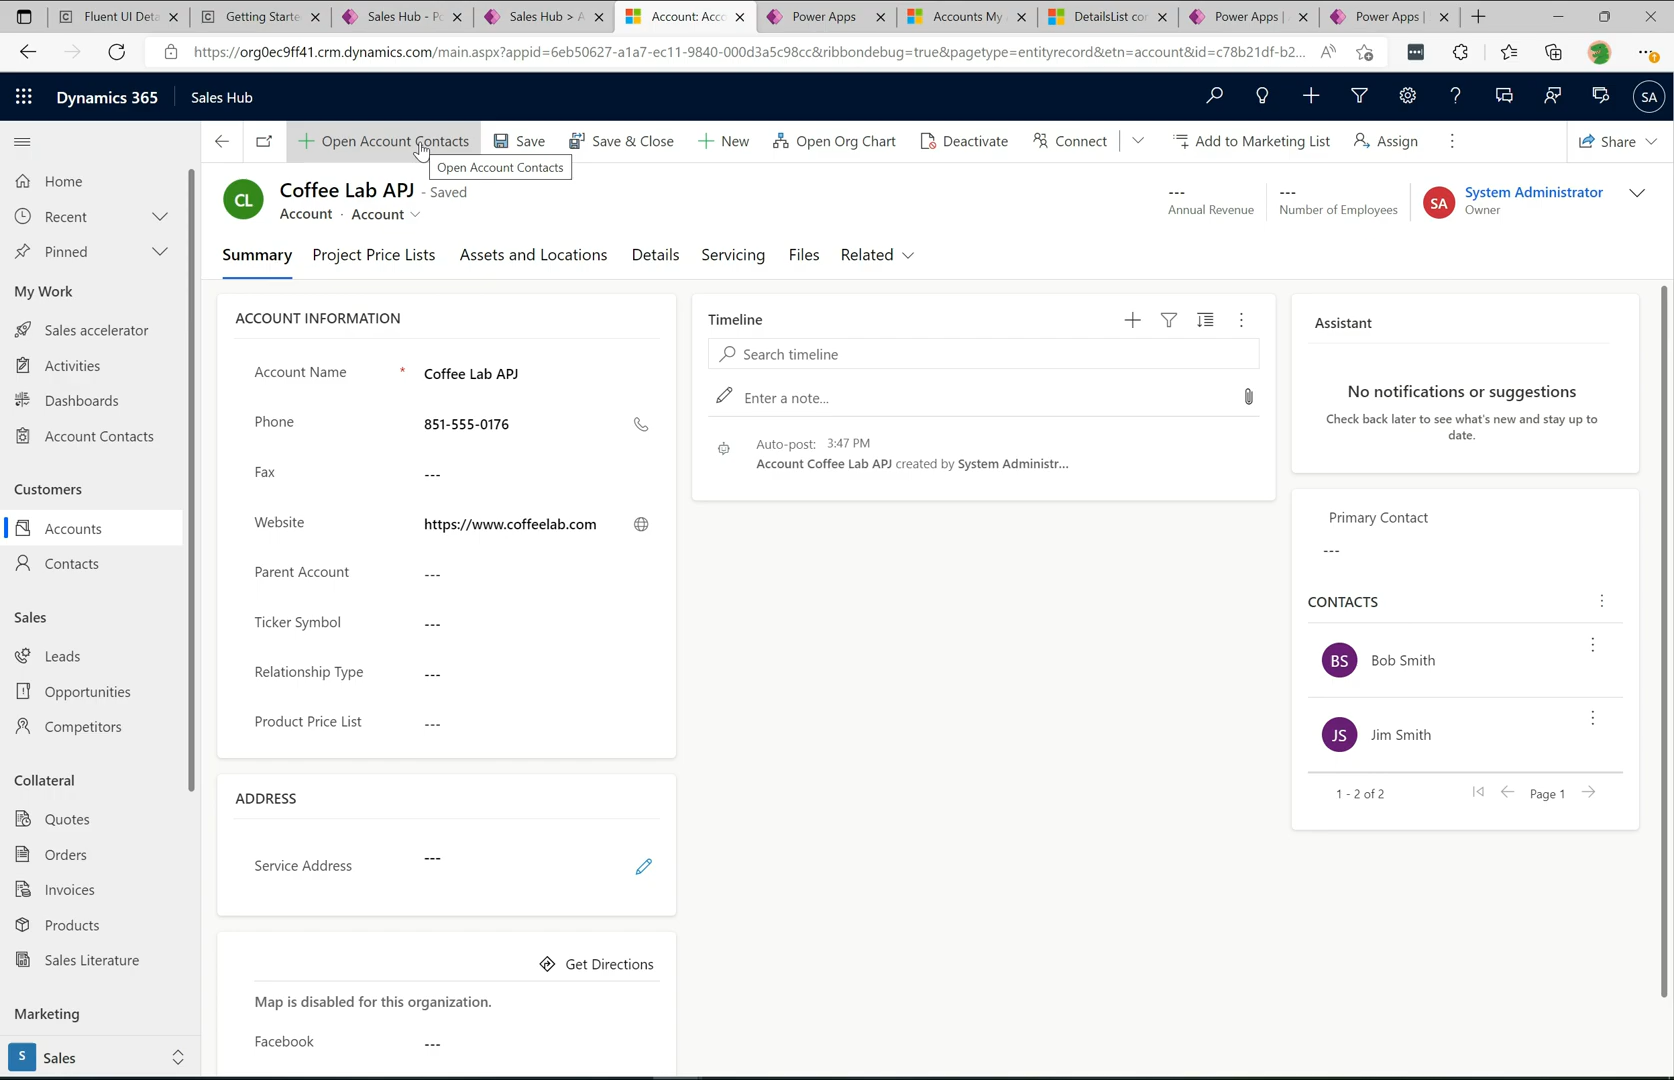 Fluent UI Deta
Getting Starte
Sales Hub - Po
Sales Hub > A
Account: Acco
Power Apps
Accounts My
DetailsList co
Power Apps |
Power Apps |
https://org0ec9ff41.crm.dynamics.com/main.aspx?appid=6eb50627-a1a7-ec11-9840-000d3a5c98cc&ribbondebug=true&pagetype=entityrecord&etn=account&id=c78b21df-b2...
Dynamics 365
Sales Hub
SA
Open Account Contacts
Save
Save & Close
New
Open Org Chart
Deactivate
Connect
Add to Marketing List
Assign
Share
Open Account Contacts
Home
Recent
Pinned
My Work
Sales accelerator
Activities
Dashboards
Account Contacts
Customers
Accounts
Contacts
Sales
Leads
Opportunities
Competitors
Collateral
Quotes
Orders
Invoices
Products
Sales Literature
Marketing
S Sales
CL
Coffee Lab APJ - Saved
Account · Account
---
Annual Revenue
---
Number of Employees
SA
System Administrator
Owner
Summary
Project Price Lists
Assets and Locations
Details
Servicing
Files
Related
ACCOUNT INFORMATION
Account Name * Coffee Lab APJ
Phone 851-555-0176
Fax ---
Website https://www.coffeelab.com
Parent Account ---
Ticker Symbol ---
Relationship Type ---
Product Price List ---
ADDRESS
Service Address ---
Get Directions
Map is disabled for this organization.
Facebook ---
Timeline
Search timeline
Enter a note...
Auto-post: 3:47 PM
Account Coffee Lab APJ created by System Administr...
Assistant
No notifications or suggestions
Check back later to see what's new and stay up to
date.
Primary Contact
---
CONTACTS
BS Bob Smith
JS Jim Smith
1 - 2 of 2
Page 1